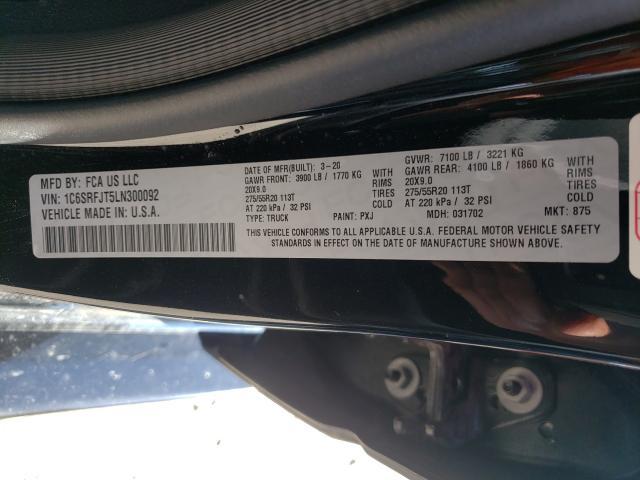 MFD BY: FCA US LLC
VIN: 1C6SRFJT5LN300092
VEHICLE MADE IN: U.S.A.
DATE OF MFR(BUILT): 3-20
GAWR FRONT: 3900 LB / 1770 KG WITH
20X9.0 RIMS
275/55R20 113T TIRES
AT 220 kPa / 32 PSI COLD
TYPE: TRUCK PAINT: PXJ
GVWR: 7100 LB / 3221 KG
GAWR REAR: 4100 LB / 1860 KG WITH
20X9.0 RIMS
275/55R20 113T TIRES
AT 220 kPa / 32 PSI COLD
MDH: 031702 MKT: 875
THIS VEHICLE CONFORMS TO ALL APPLICABLE U.S.A. FEDERAL MOTOR VEHICLE SAFETY
STANDARDS IN EFFECT ON THE DATE OF MANUFACTURE SHOWN ABOVE.